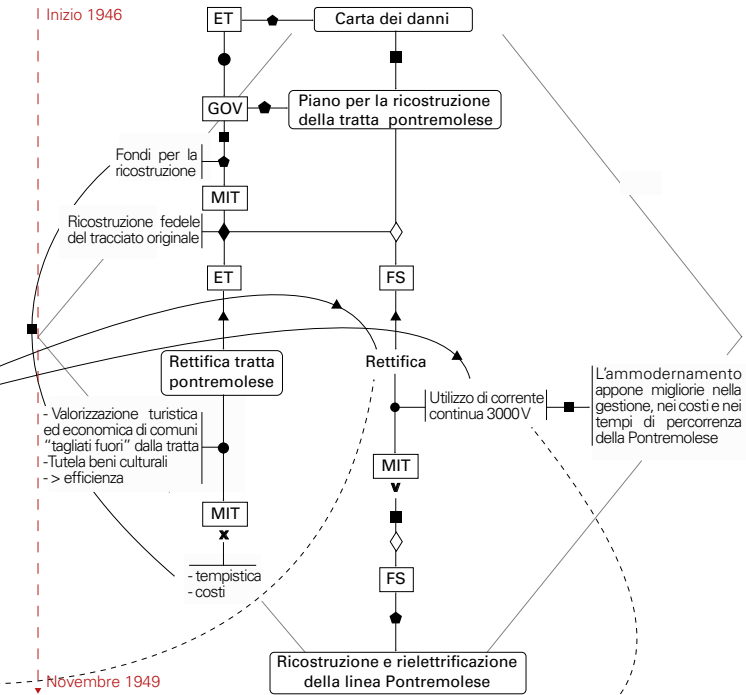 Inizio 1946
ET
Carta dei danni
GOV
Piano per la ricostruzione
della tratta pontremolese
Fondi per la
ricostruzione
MIT
Ricostruzione fedele
del tracciato originale
ET
FS
Rettifica tratta
pontremolese
Rettifica
Utilizzo di corrente
continua 3000V
L'ammodernamento
appone migliorie nella
gestione, nei costi e nei
tempi di percorrenza
della Pontremolese
- Valorizzazione turistica
ed economica di comuni
“tagliati fuori” dalla tratta
-Tutela beni culturali
- > efficienza
MIT
v
MIT
x
- tempistica
- costi
FS
Ricostruzione e rielettrificazione
della linea Pontremolese
Novembre 1949